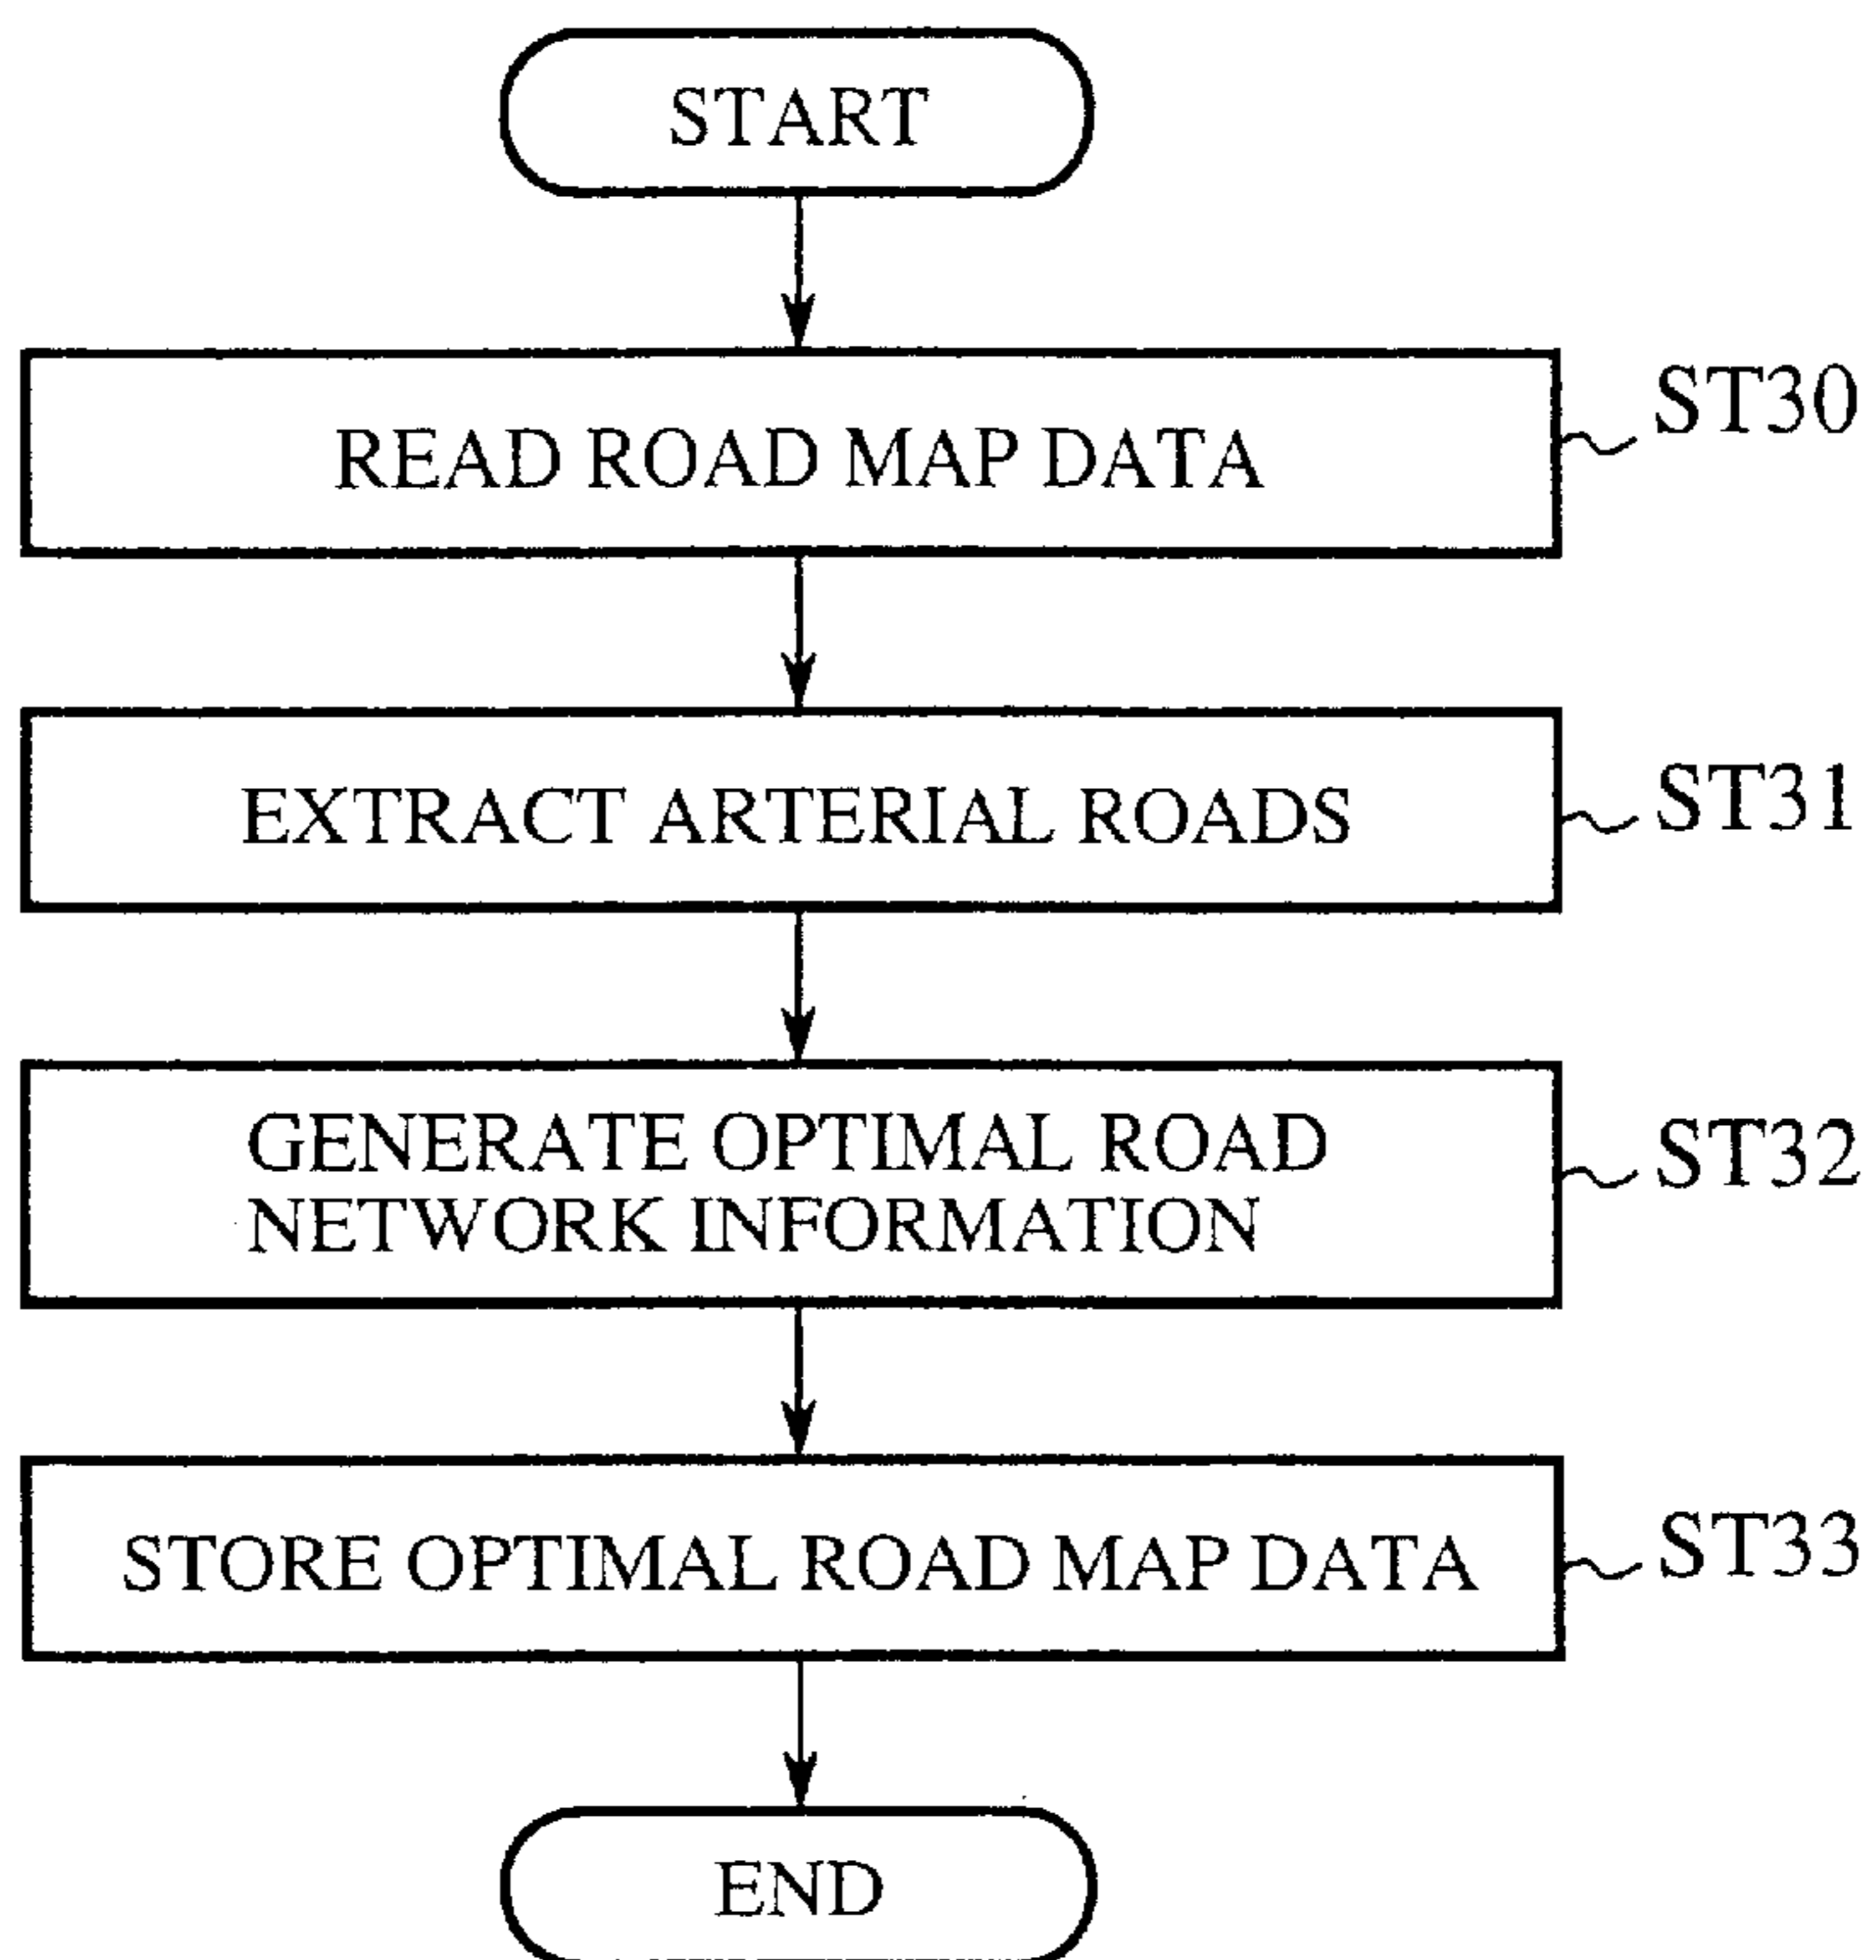 START
READ ROAD MAP DATA
ST30
EXTRACT ARTERIAL ROADS
ST31
GENERATE OPTIMAL ROAD
NETWORK INFORMATION
ST32
STORE OPTIMAL ROAD MAP DATA
ST33
END